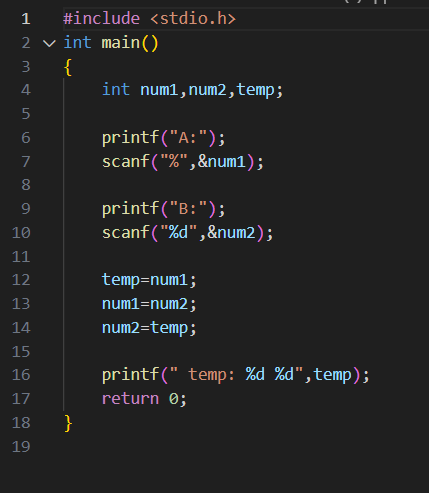 1 #include <stdio.h>
2 int main()
3 {
4 int num1,num2,temp;
5
6 printf("A:");
7 scanf("%",&num1);
8
9 printf("B:");
10 scanf("%d",&num2);
11
12 temp=num1;
13 num1=num2;
14 num2=temp;
15
16 printf(" temp: %d %d",temp);
17 return 0;
18 }
19